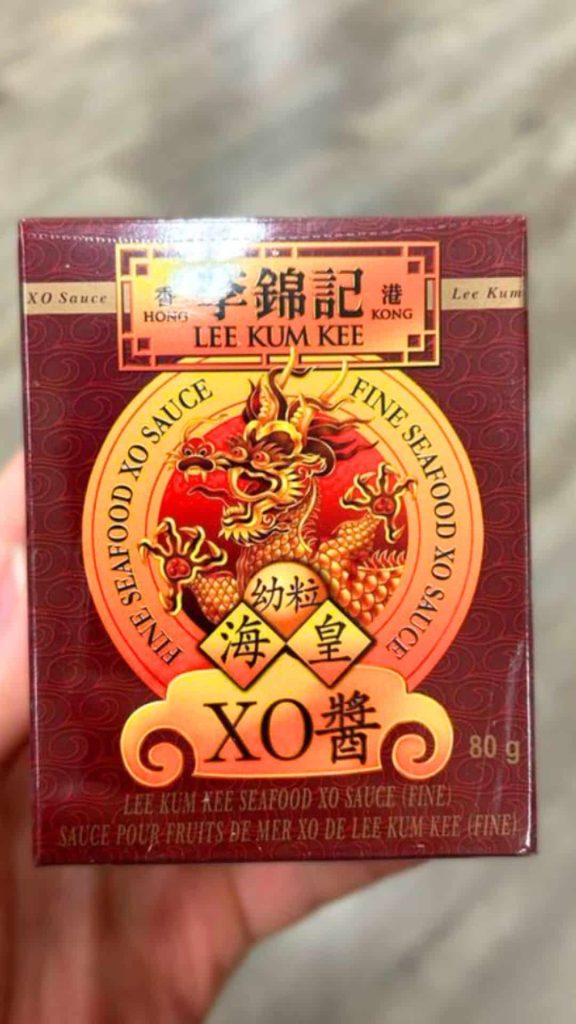 XO Sauce
Lee Kum
香 李錦記 港
HONG KONG
LEE KUM KEE
FINE SEAFOOD XO SAUCE
FINE SEAFOOD XO SAUCE
幼粒
海皇
XO醬
80 g
LEE KUM KEE SEAFOOD XO SAUCE (FINE)
SAUCE POUR FRUITS DE MER XO DE LEE KUM KEE (FINE)